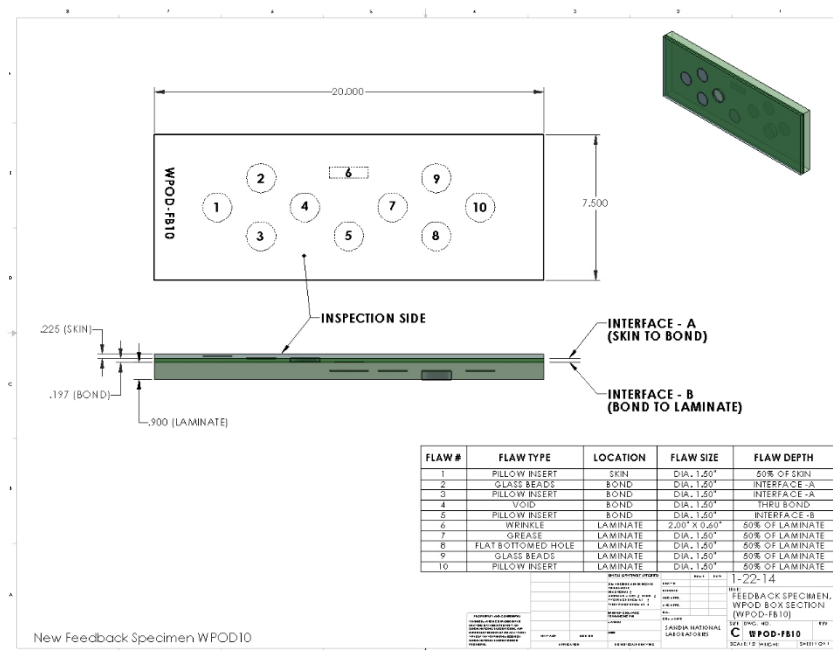 20.000
7.500
WPOD-FB10
1
2
3
4
5
6
7
8
9
10
INSPECTION SIDE
.225 (SKIN)
.197 (BOND)
.900 (LAMINATE)
INTERFACE - A
(SKIN TO BOND)
INTERFACE - B
(BOND TO LAMINATE)
FLAW # FLAW TYPE LOCATION FLAW SIZE FLAW DEPTH
1 PILLOW INSERT SKIN DIA. 1.50" 50% OF SKIN
2 GLASS BEADS BOND DIA. 1.50" INTERFACE -A
3 PILLOW INSERT BOND DIA. 1.50" INTERFACE -A
4 VOID BOND DIA. 1.50" THRU BOND
5 PILLOW INSERT BOND DIA. 1.50" INTERFACE -B
6 WRINKLE LAMINATE 2.00" X 0.60" 50% OF LAMINATE
7 GREASE LAMINATE DIA. 1.50" 50% OF LAMINATE
8 FLAT BOTTOMED HOLE LAMINATE DIA. 1.50" 50% OF LAMINATE
9 GLASS BEADS LAMINATE DIA. 1.50" 50% OF LAMINATE
10 PILLOW INSERT LAMINATE DIA. 1.50" 50% OF LAMINATE
1-22-14
FEEDBACK SPECIMEN,
WPOD BOX SECTION
(WPOD-FB10)
SANDIA NATIONAL
LABORATORIES
SIZE DWG. NO. REV
C WPOD-FB10
New Feedback Specimen WPOD10